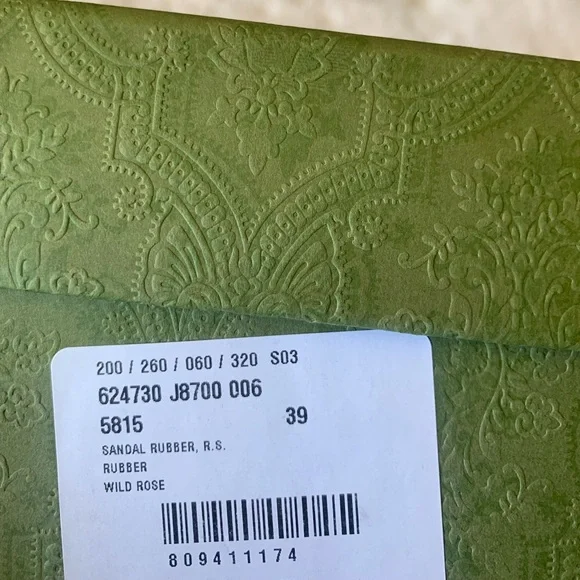 200 / 260 / 060 / 320 S03
624730 J8700 006
5815 39
SANDAL RUBBER, R.S.
RUBBER
WILD ROSE
809411174